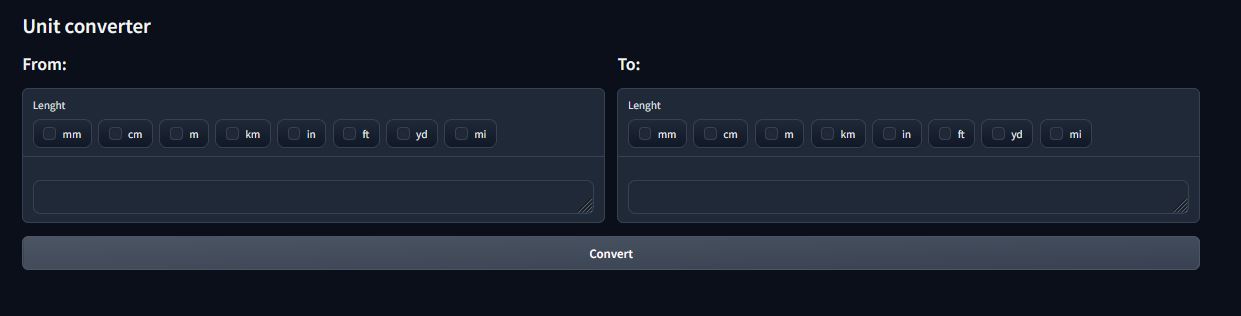 Unit converter
From:
Lenght
mm cm m km in ft yd mi
To:
Lenght
mm cm m km in ft yd mi
Convert